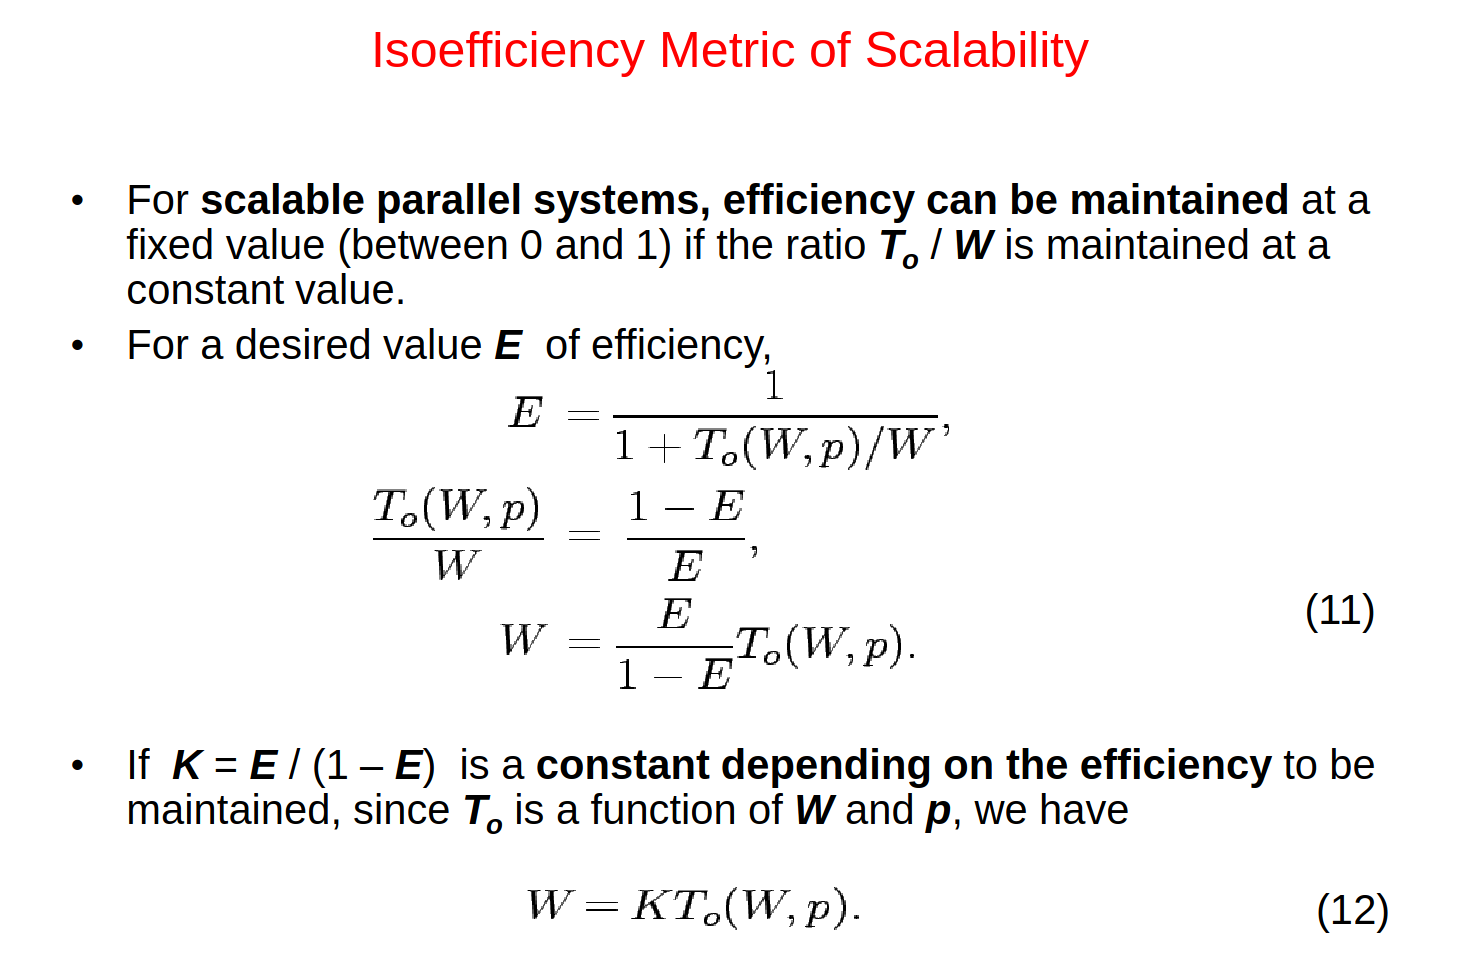 Isoefficiency Metric of Scalability
• For scalable parallel systems, efficiency can be maintained at a
fixed value (between 0 and 1) if the ratio T_o / W is maintained at a
constant value.
• For a desired value E of efficiency,
E = \frac{1}{1 + T_o(W, p)/W},
\frac{T_o(W, p)}{W} = \frac{1 - E}{E},
W = \frac{E}{1 - E} T_o(W, p). (11)
• If K = E / (1 – E) is a constant depending on the efficiency to be
maintained, since T_o is a function of W and p, we have
W = K T_o(W, p). (12)